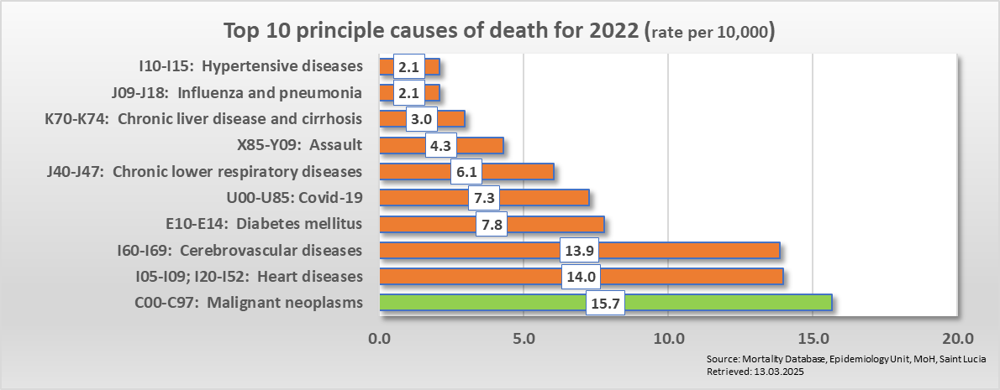 Top 10 principle causes of death for 2022 (rate per 10,000)
I10-I15: Hypertensive diseases 2.1
J09-J18: Influenza and pneumonia 2.1
K70-K74: Chronic liver disease and cirrhosis 3.0
X85-Y09: Assault 4.3
J40-J47: Chronic lower respiratory diseases 6.1
U00-U85: Covid-19 7.3
E10-E14: Diabetes mellitus 7.8
I60-I69: Cerebrovascular diseases 13.9
I05-I09; I20-I52: Heart diseases 14.0
C00-C97: Malignant neoplasms 15.7
0.0 5.0 10.0 15.0 20.0
Source: Mortality Database, Epidemiology Unit, MoH, Saint Lucia
Retrieved: 13.03.2025